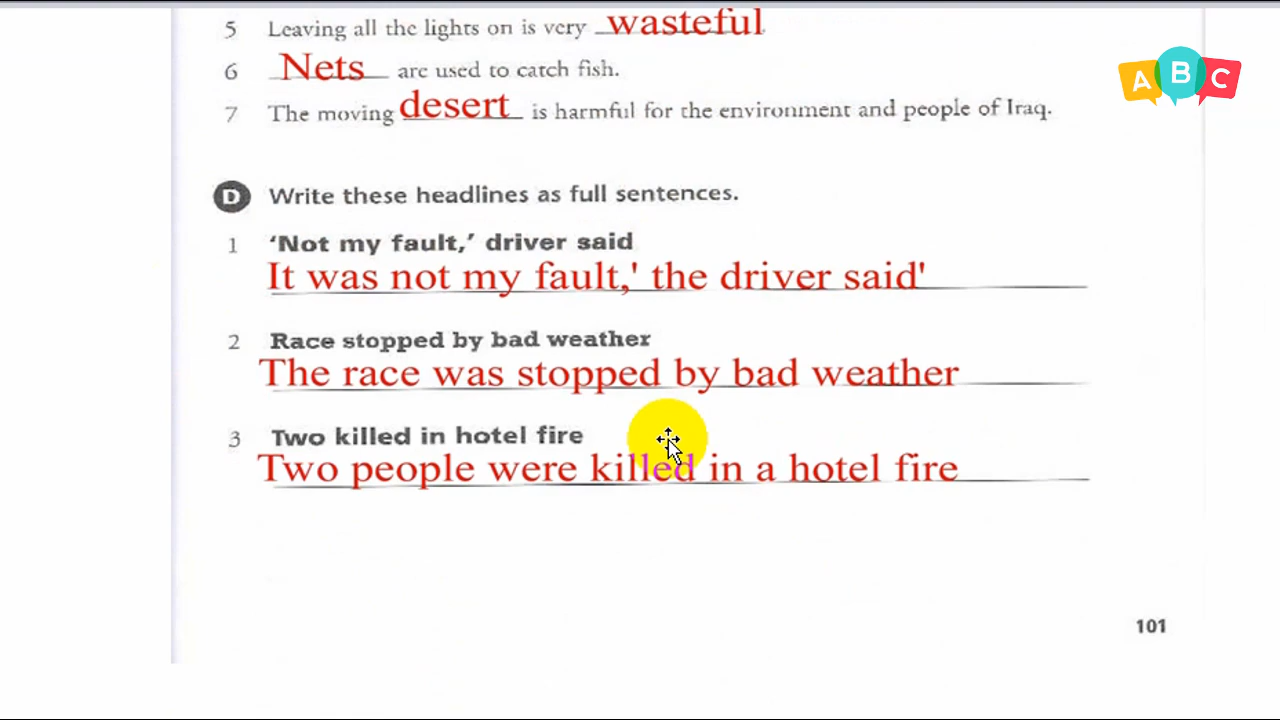 5 Leaving all the lights on is very wasteful.
6 Nets are used to catch fish.
7 The moving desert is harmful for the environment and people of Iraq.
A B C
D Write these headlines as full sentences.
1 ‘Not my fault,’ driver said
It was not my fault,' the driver said'
2 Race stopped by bad weather
The race was stopped by bad weather
3 Two killed in hotel fire
Two people were killed in a hotel fire
101